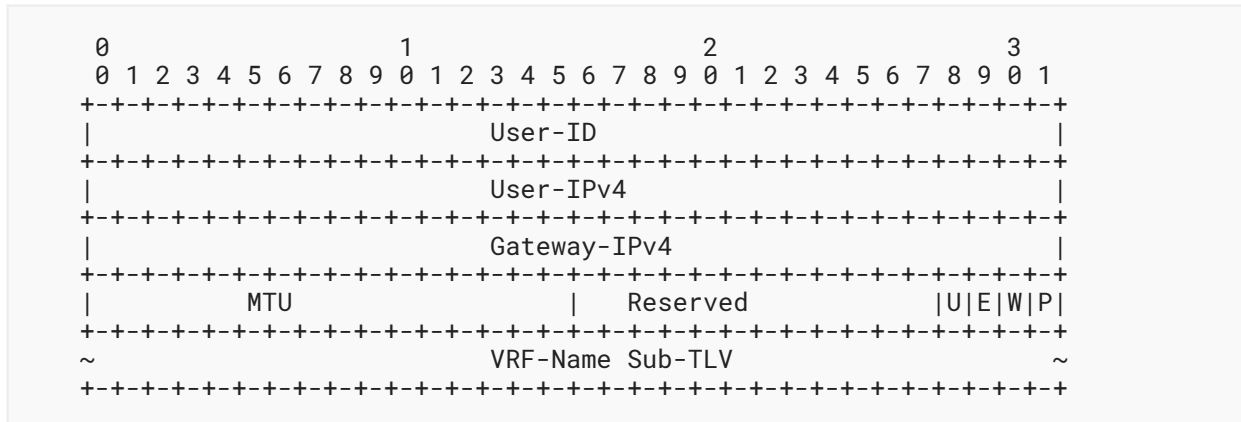 0                   1                   2                   3
 0 1 2 3 4 5 6 7 8 9 0 1 2 3 4 5 6 7 8 9 0 1 2 3 4 5 6 7 8 9 0 1
+-+-+-+-+-+-+-+-+-+-+-+-+-+-+-+-+-+-+-+-+-+-+-+-+-+-+-+-+-+-+-+-+
|                          User-ID                              |
+-+-+-+-+-+-+-+-+-+-+-+-+-+-+-+-+-+-+-+-+-+-+-+-+-+-+-+-+-+-+-+-+
|                          User-IPv4                            |
+-+-+-+-+-+-+-+-+-+-+-+-+-+-+-+-+-+-+-+-+-+-+-+-+-+-+-+-+-+-+-+-+
|                          Gateway-IPv4                         |
+-+-+-+-+-+-+-+-+-+-+-+-+-+-+-+-+-+-+-+-+-+-+-+-+-+-+-+-+-+-+-+-+
|          MTU                  |   Reserved            |U|E|W|P|
+-+-+-+-+-+-+-+-+-+-+-+-+-+-+-+-+-+-+-+-+-+-+-+-+-+-+-+-+-+-+-+-+
~                          VRF-Name Sub-TLV                     ~
+-+-+-+-+-+-+-+-+-+-+-+-+-+-+-+-+-+-+-+-+-+-+-+-+-+-+-+-+-+-+-+-+